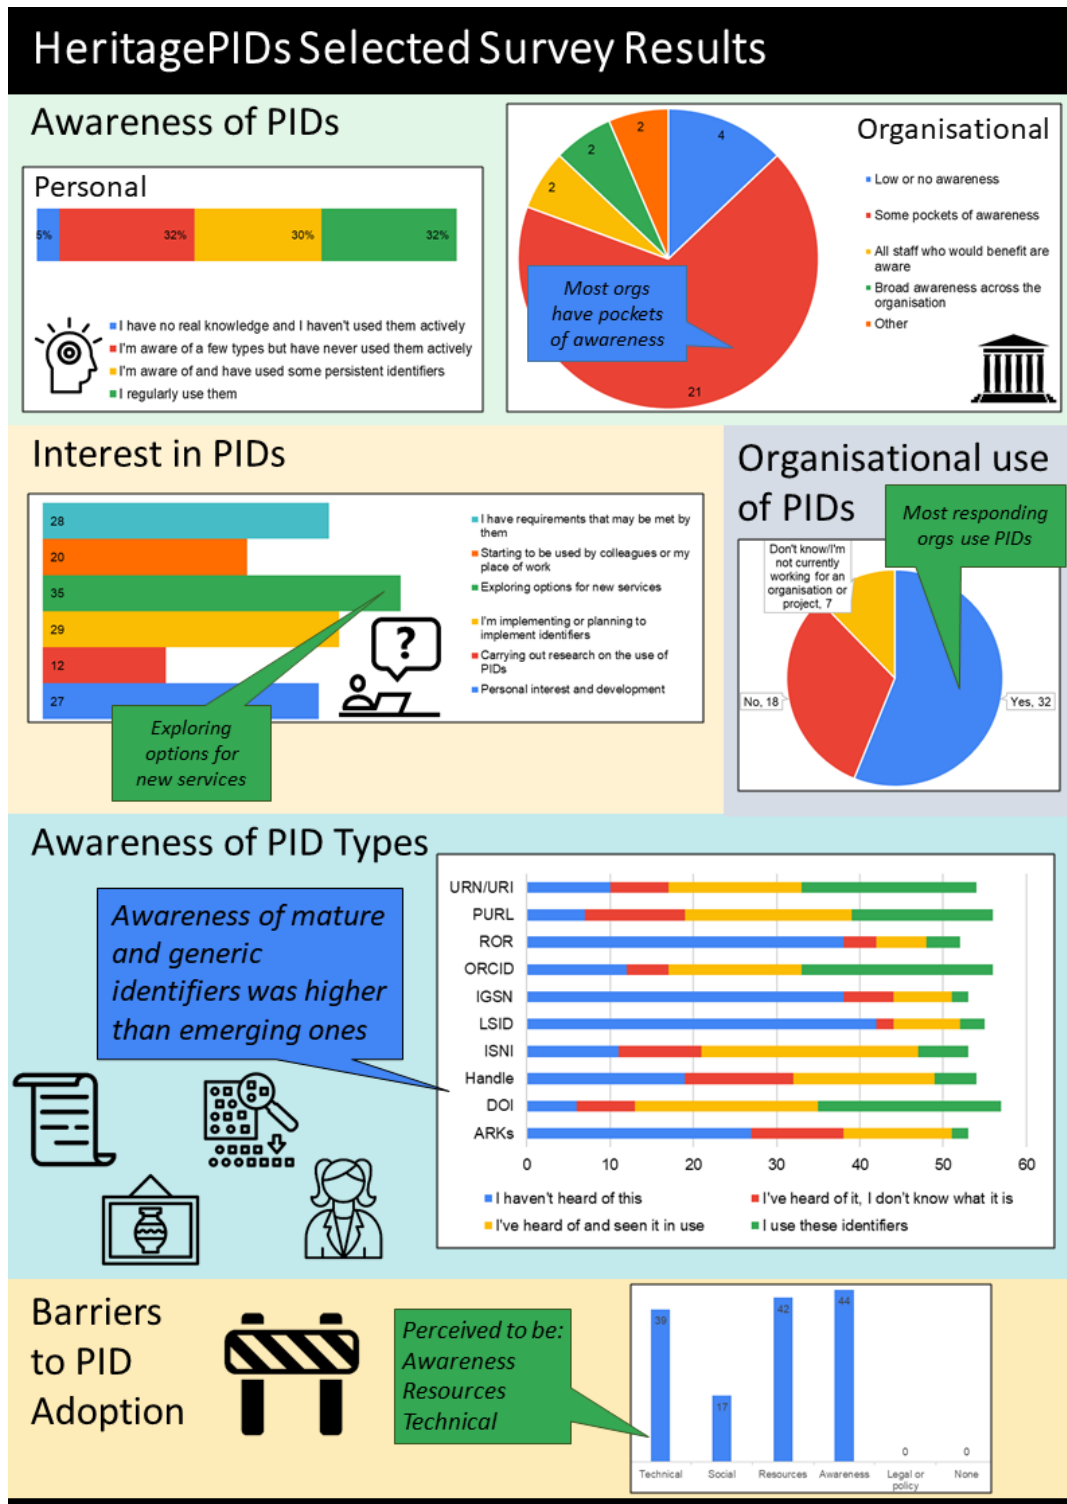 HeritagePIDs Selected Survey Results
Awareness of PIDs
Personal
5%
32%
30%
32%
I have no real knowledge and I haven't used them actively
I'm aware of a few types but have never used them actively
I'm aware of and have used some persistent identifiers
I regularly use them
Organisational
2
4
2
2
21
Most orgs
have pockets
of awareness
Low or no awareness
Some pockets of awareness
All staff who would benefit are
aware
Broad awareness across the
organisation
Other
Interest in PIDs
28
20
35
29
12
27
I have requirements that may be met by
them
Starting to be used by colleagues or my
place of work
Exploring options for new services
I'm implementing or planning to
implement identifiers
Carrying out research on the use of
PIDs
Personal interest and development
?
Exploring
options for
new services
Organisational use
of PIDs
Most responding
orgs use PIDs
Don't know/I'm
not currently
working for an
organisation or
project, 7
No, 18
Yes, 32
Awareness of PID Types
Awareness of mature
and generic
identifiers was higher
than emerging ones
URN/URI
PURL
ROR
ORCID
IGSN
LSID
ISNI
Handle
DOI
ARKs
0 10 20 30 40 50 60
I haven't heard of this
I've heard of it, I don't know what it is
I've heard of and seen it in use
I use these identifiers
Barriers
to PID
Adoption
Perceived to be:
Awareness
Resources
Technical
39
17
42
44
0
0
Technical
Social
Resources
Awareness
Legal or
policy
None